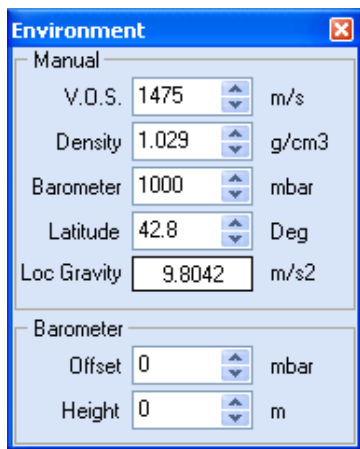 Environment
Manual
V.O.S. 1475 m/s
Density 1.029 g/cm3
Barometer 1000 mbar
Latitude 42.8 Deg
Loc Gravity 9.8042 m/s2
Barometer
Offset 0 mbar
Height 0 m